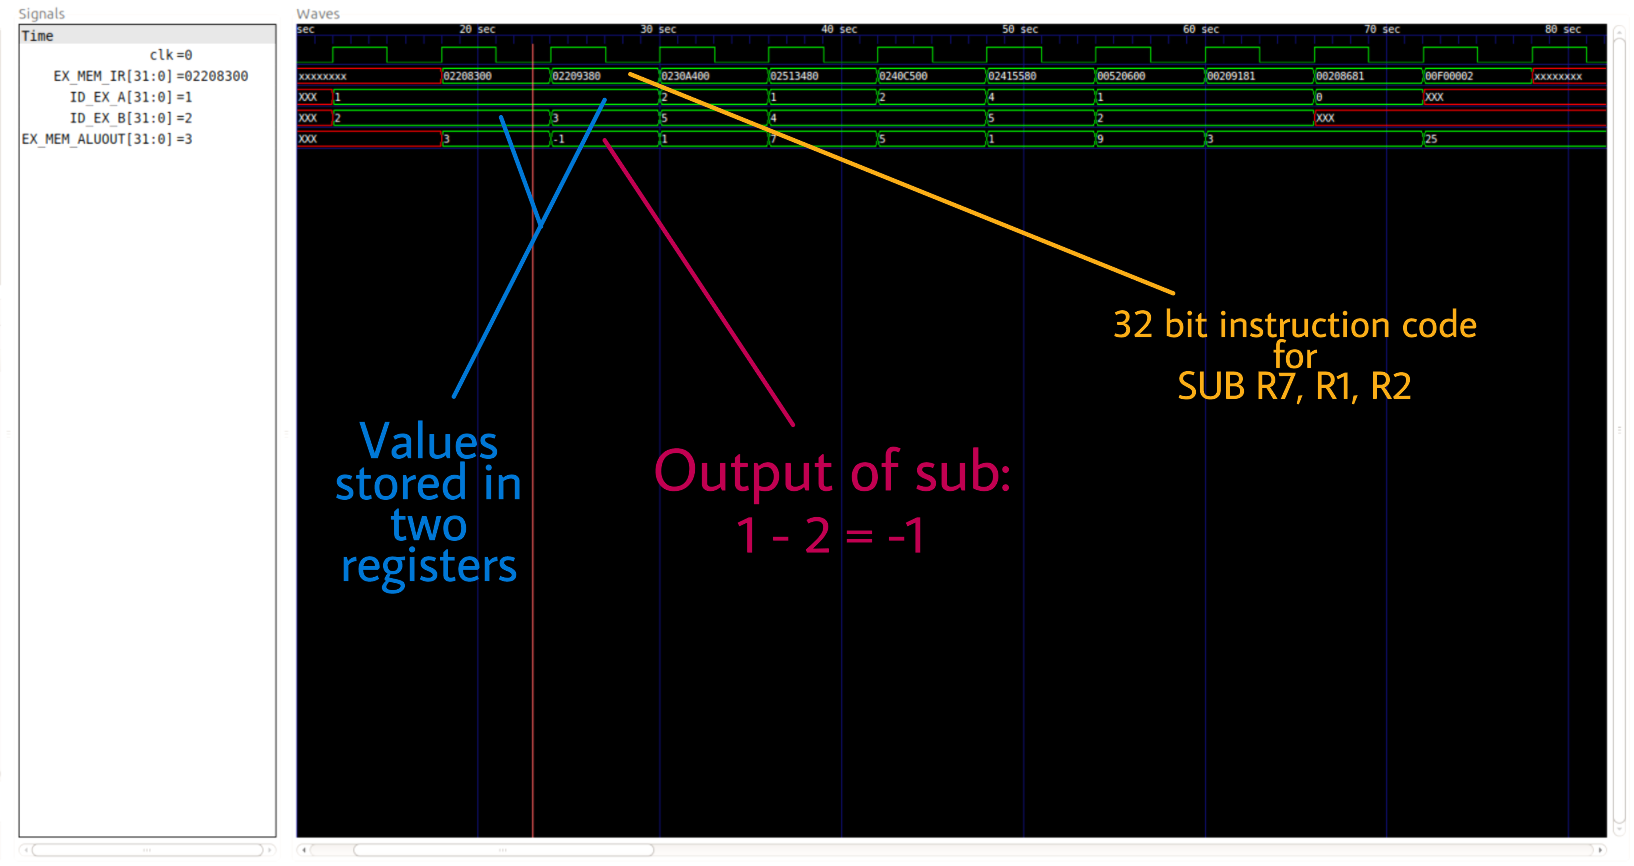 Signals
Waves
Time
clk =0
EX_MEM_IR[31:0] =02208300
ID_EX_A[31:0] =1
ID_EX_B[31:0] =2
EX_MEM_ALUOUT[31:0] =3
sec 20 sec 30 sec 40 sec 50 sec 60 sec 70 sec 80 sec
xxxxxxxx 02208300 02209380 0230A400 02513480 0240C500 02415580 00520600 00209181 00208681 00F00002 xxxxxxxx
XXX 1 2 1 2 4 1 0 XXX
XXX 2 3 5 4 5 2 XXX
XXX 3 -1 1 7 5 1 9 3 25
32 bit instruction code
for
SUB R7, R1, R2
Values
stored in
two
registers
Output of sub:
1 - 2 = -1